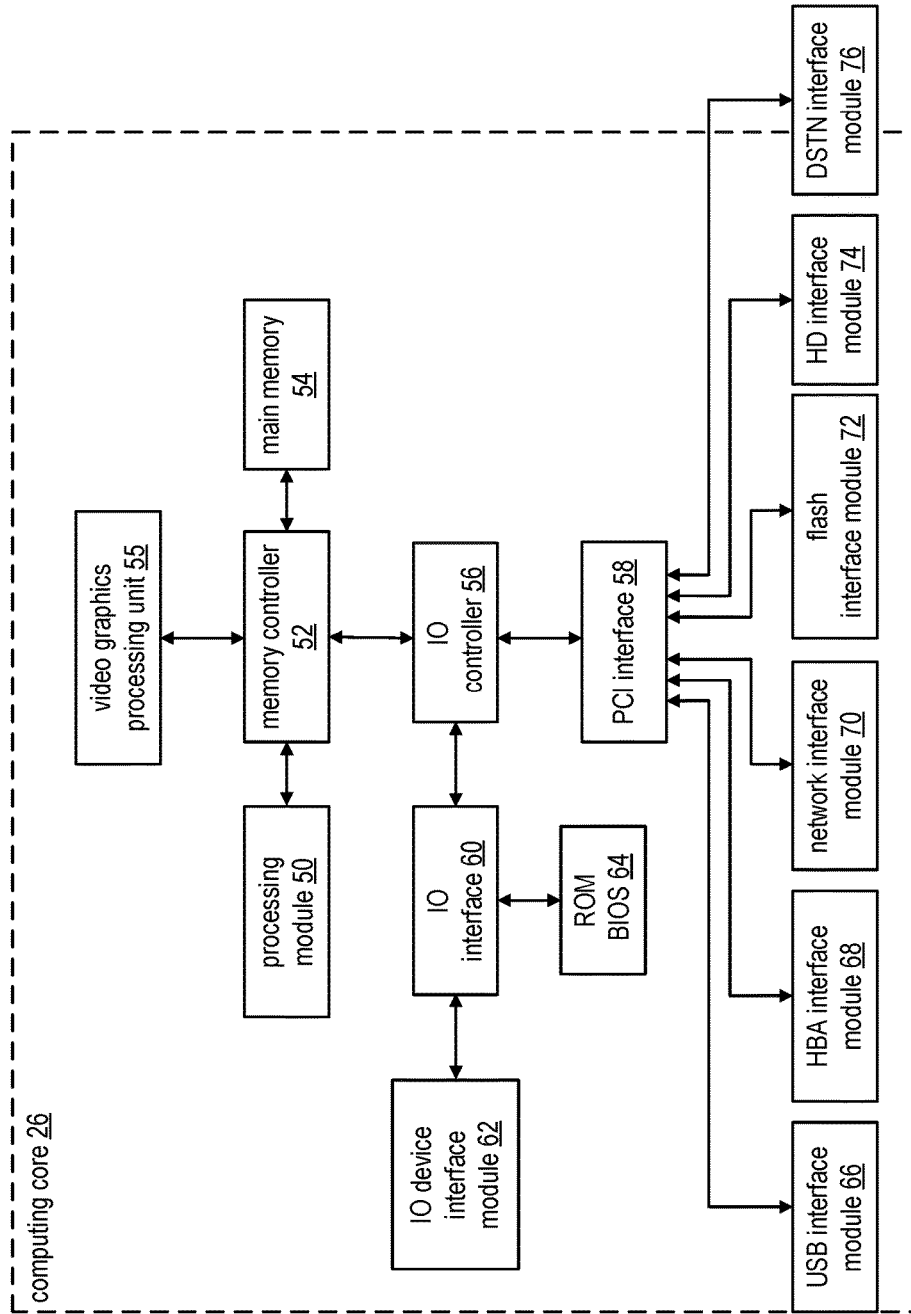 computing core 26
video graphics
processing unit 55
processing
module 50
memory controller
52
main memory
54
IO device
interface
module 62
IO
interface 60
IO
controller 56
ROM
BIOS 64
PCI interface 58
USB interface
module 66
HBA interface
module 68
network interface
module 70
flash
interface module 72
HD interface
module 74
DSTN interface
module 76